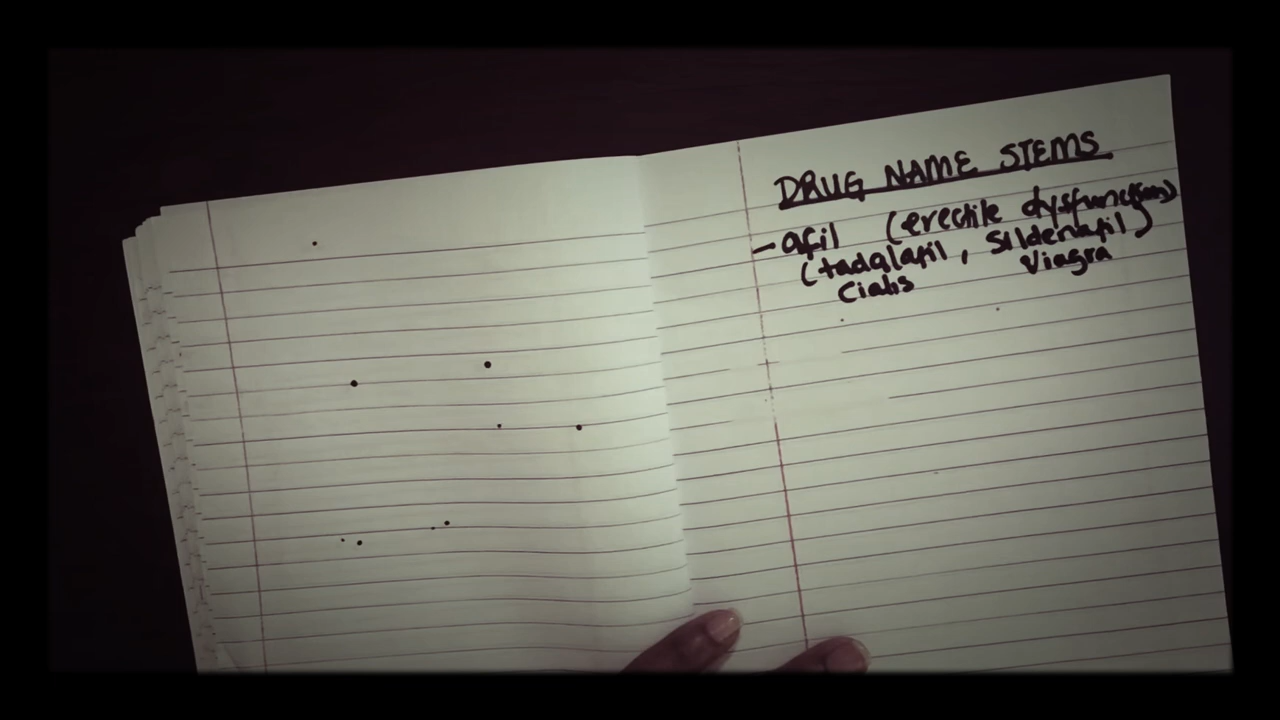 DRUG NAME STEMS
-afil (erectile dysfunction)
(tadalafil, Sildenafil)
Cialis Viagra